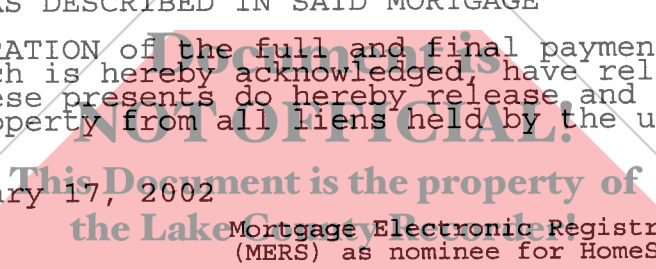 AS DESCRIBED IN SAID MORTGAGE
RATION of the full and final paymen
ch is hereby acknowledged, have rel
ese presents do hereby release and
operty from all liens held by the u
ary 17, 2002
Mortgage Electronic Registr
(MERS) as nominee for HomeS
Document is
NOT OFFICIAL!
This Document is the property of
the Lake County Recorder!